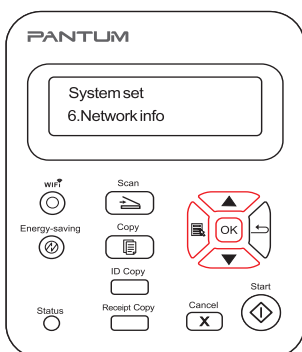 PANTUM
System set
6.Network info
WiFi
Scan
Energy-saving
Copy
OK
ID Copy
Start
Status
Receipt Copy
Cancel
X